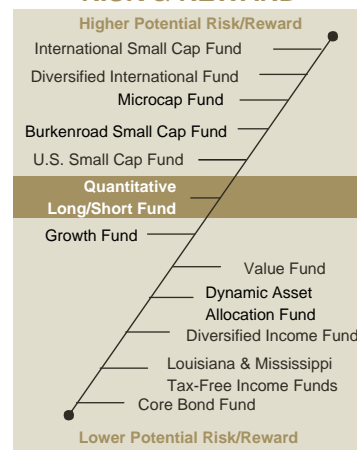 Higher Potential Risk/Reward
International Small Cap Fund
Diversified International Fund
Microcap Fund
Burkenroad Small Cap Fund
U.S. Small Cap Fund
Quantitative
Long/Short Fund
Growth Fund
Value Fund
Dynamic Asset
Allocation Fund
Diversified Income Fund
Louisiana & Mississippi
Tax-Free Income Funds
Core Bond Fund
Lower Potential Risk/Reward